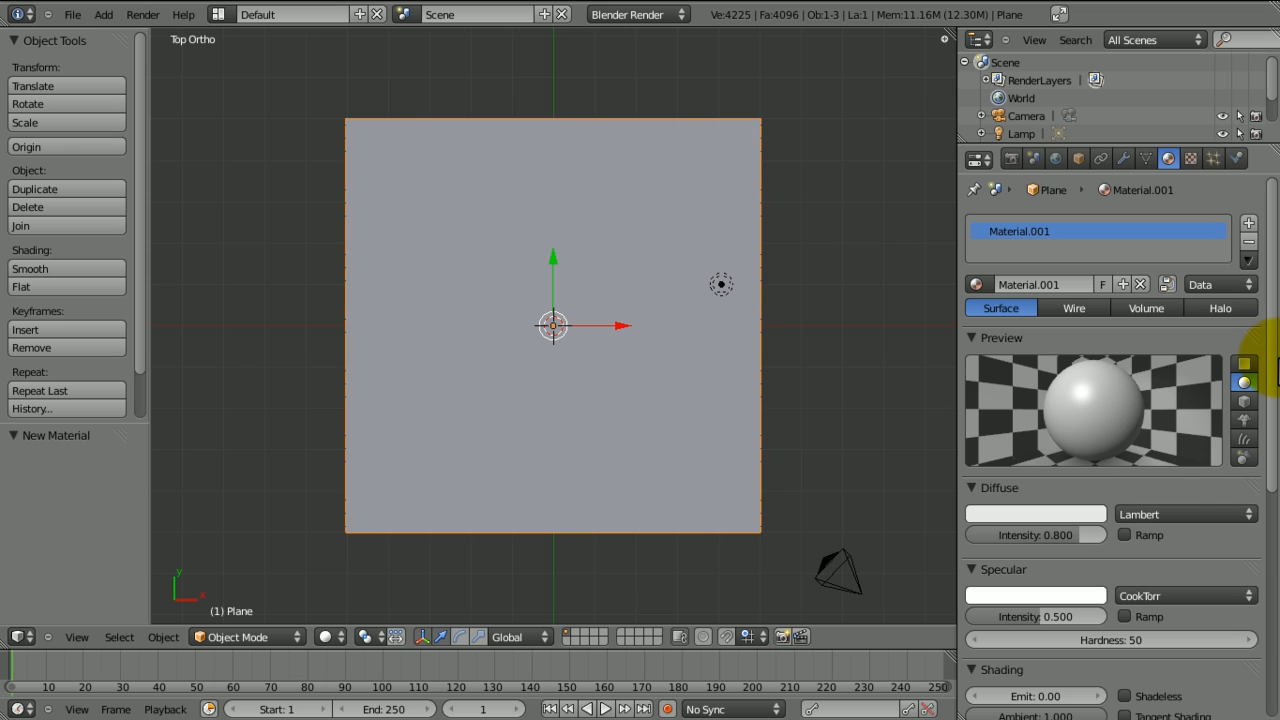 File Add Render Help Default Scene Blender Render Ve:4225 | Fa:4096 | Ob:1-3 | La:1 | Mem:11.16M (12.30M) | Plane
Object Tools
Transform:
Translate
Rotate
Scale
Origin
Object:
Duplicate
Delete
Join
Shading:
Smooth
Flat
Keyframes:
Insert
Remove
Repeat:
Repeat Last
History...
New Material
Top Ortho
y
x
(1) Plane
View Select Object Object Mode Global
0 10 20 30 40 50 60 70 80 90 100 110 120 130 140 150 160 170 180 190 200 210 220 230 240 250
View Frame Playback Start: 1 End: 250 1 No Sync
View Search All Scenes
Scene
RenderLayers |
World
Camera |
Lamp |
Plane Material.001
Material.001
Material.001 F Data
Surface Wire Volume Halo
Preview
Diffuse
Lambert
Intensity: 0.800 Ramp
Specular
CookTorr
Intensity: 0.500 Ramp
Hardness: 50
Shading
Emit: 0.00 Shadeless
Ambient: 1.000 Tangent Shading